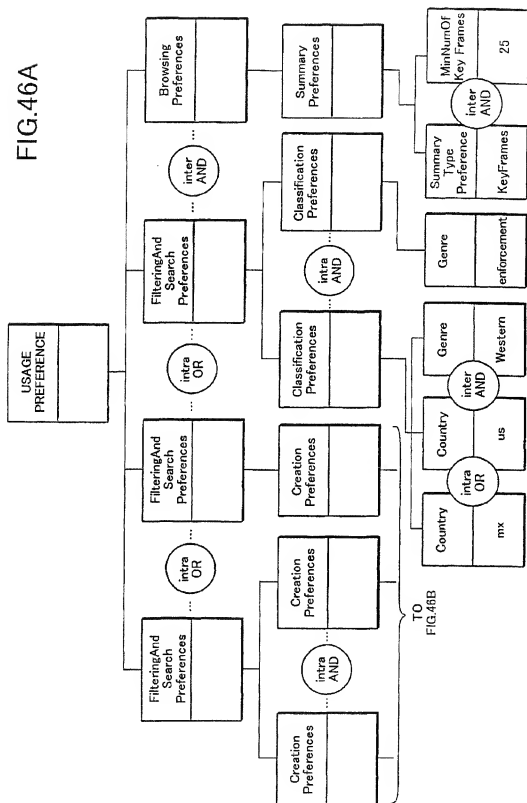 FIG.46A
USAGE
PREFERENCE
FilteringAnd
Search
Preferences
intra
OR
FilteringAnd
Search
Preferences
intra
OR
FilteringAnd
Search
Preferences
inter
AND
Browsing
Preferences
Creation
Preferences
intra
AND
Creation
Preferences
Creation
Preferences
Classification
Preferences
intra
AND
Classification
Preferences
Summary
Preferences
TO
FIG.46B
Country
mx
intra
OR
Country
us
inter
AND
Genre
Western
Genre
enforcement
Summary
Type
Preference
KeyFrames
inter
AND
MinNumOf
Key Frames
25